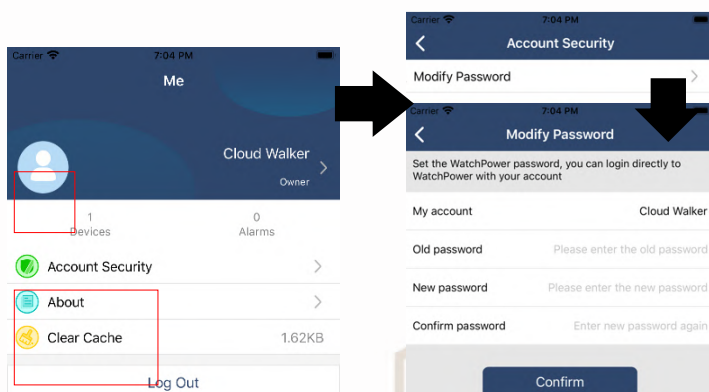 Carrier 7:04 PM
Me
Cloud Walker
Owner
1 0
Devices Alarms
Account Security
About
Clear Cache 1.62KB
Log Out
Carrier 7:04 PM
Account Security
Modify Password
Carrier 7:04 PM
Modify Password
Set the WatchPower password, you can login directly to
WatchPower with your account
My account Cloud Walker
Old password Please enter the old password
New password Please enter the new password
Confirm password Enter new password again
Confirm